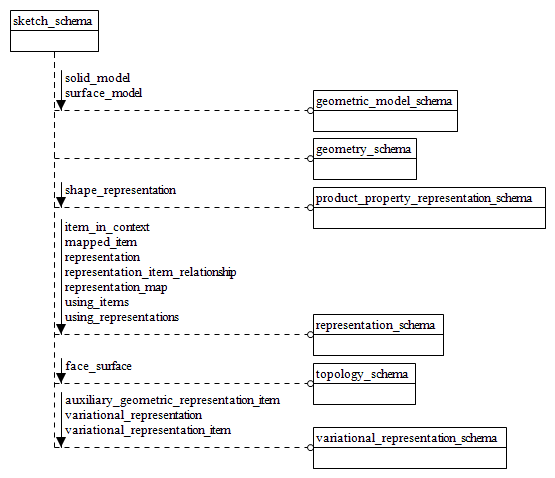 sketch_schema
solid_model
surface_model
geometric_model_schema
geometry_schema
shape_representation
product_property_representation_schema
item_in_context
mapped_item
representation
representation_item_relationship
representation_map
using_items
using_representations
representation_schema
face_surface
topology_schema
auxiliary_geometric_representation_item
variational_representation
variational_representation_item
variational_representation_schema